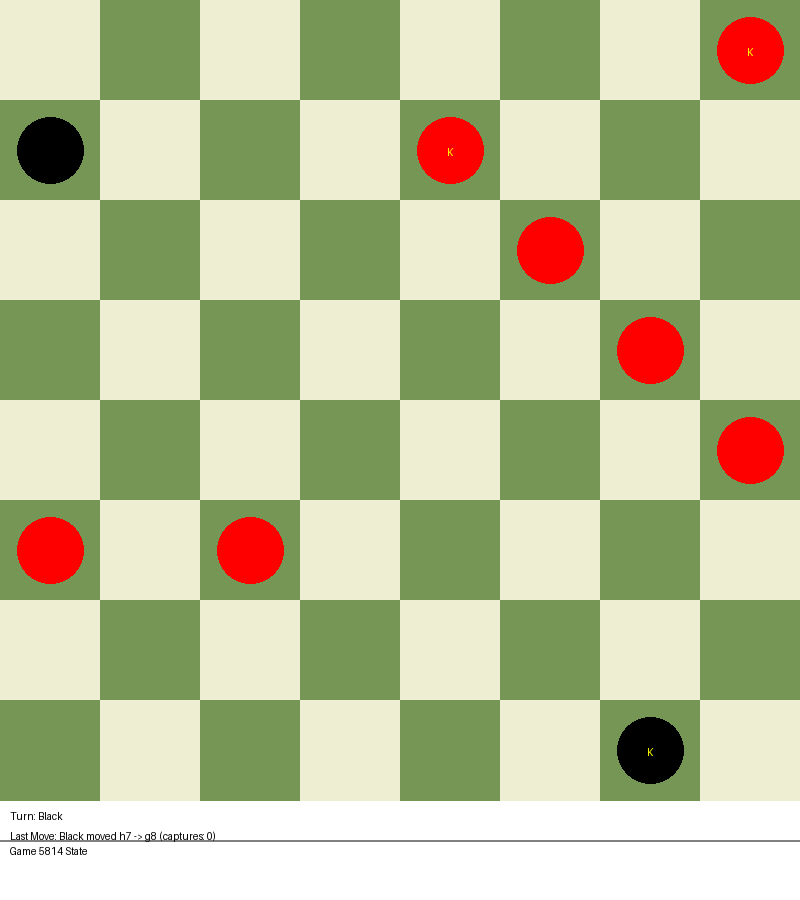 K
K
K
Turn: Black
Last Move: Black moved h7 -> g8 (captures: 0)
Game 5814 State